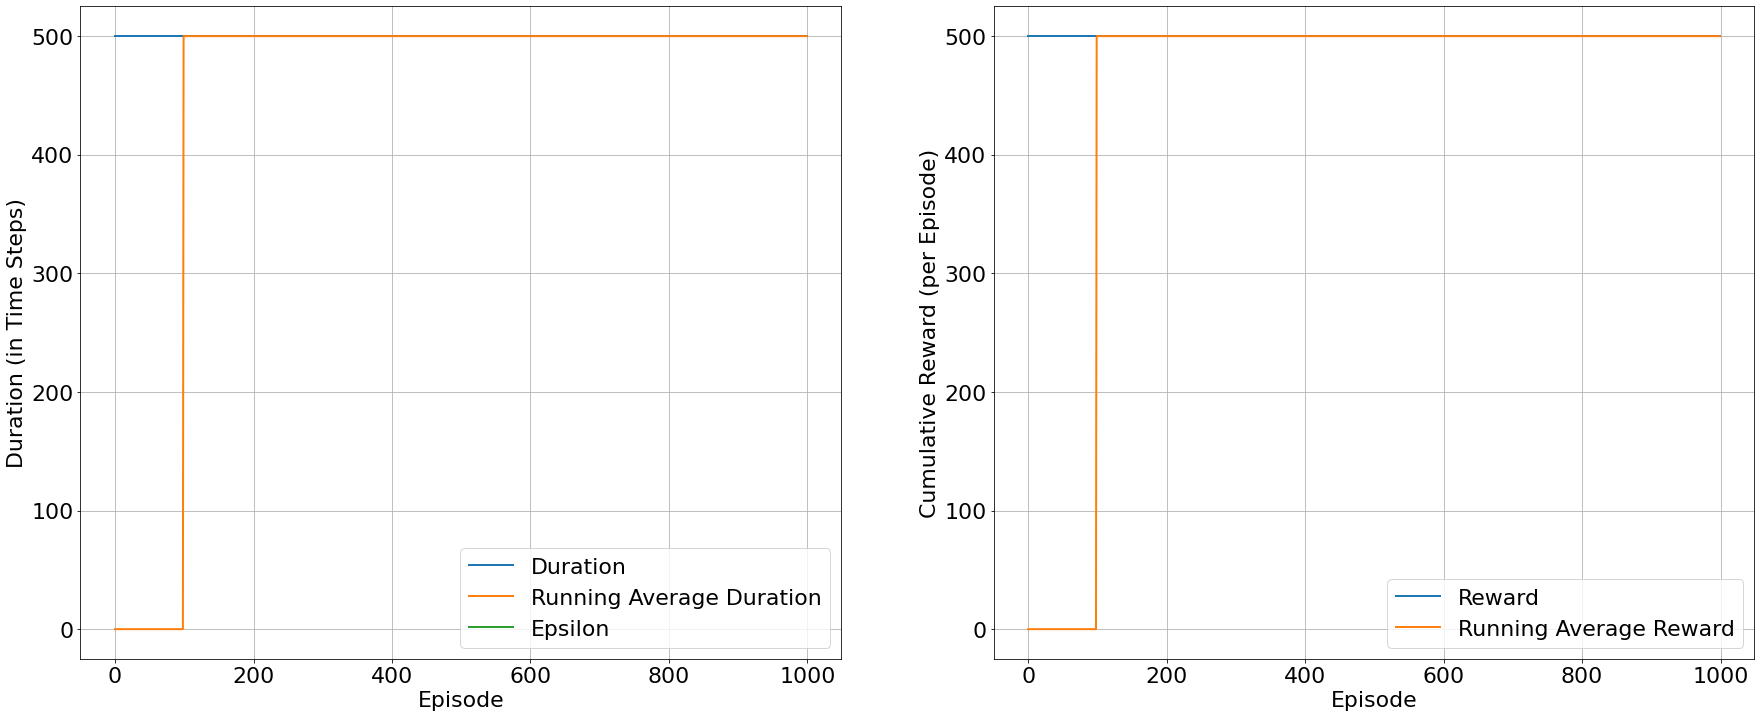 Duration (in Time Steps)
500
400
300
200
100
0
0 200 400 600 800 1000
Episode
Duration
Running Average Duration
Epsilon
Cumulative Reward (per Episode)
500
400
300
200
100
0
0 200 400 600 800 1000
Episode
Reward
Running Average Reward